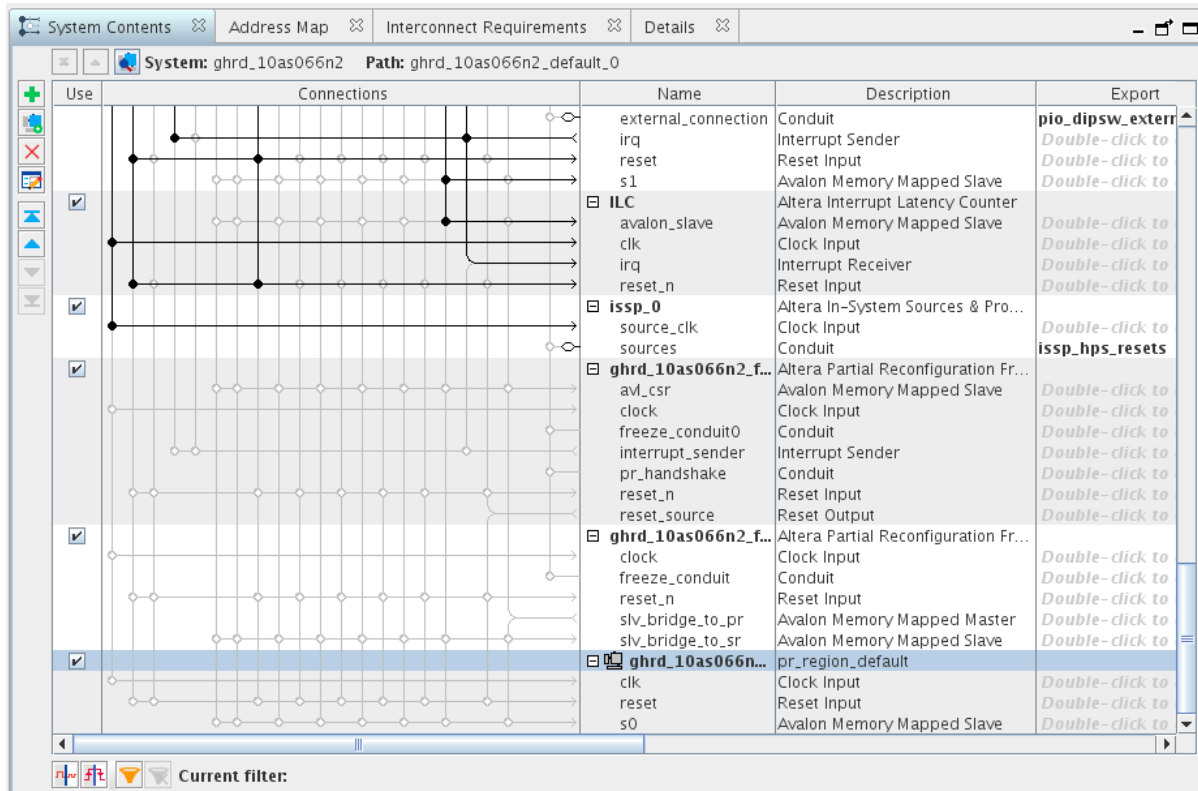 System Contents Address Map Interconnect Requirements Details
System: ghrd_10as066n2 Path: ghrd_10as066n2_default_0
Use Connections Name Description Export
external_connection Conduit pio_dipsw_extern
irq Interrupt Sender Double-click to
reset Reset Input Double-click to
s1 Avalon Memory Mapped Slave Double-click to
ILC Altera Interrupt Latency Counter
avalon_slave Avalon Memory Mapped Slave Double-click to
clk Clock Input Double-click to
irq Interrupt Receiver Double-click to
reset_n Reset Input Double-click to
issp_0 Altera In-System Sources & Pro...
source_clk Clock Input Double-click to
sources Conduit issp_hps_resets
ghrd_10as066n2_f... Altera Partial Reconfiguration Fr...
avl_csr Avalon Memory Mapped Slave Double-click to
clock Clock Input Double-click to
freeze_conduit0 Conduit Double-click to
interrupt_sender Interrupt Sender Double-click to
pr_handshake Conduit Double-click to
reset_n Reset Input Double-click to
reset_source Reset Output Double-click to
ghrd_10as066n2_f... Altera Partial Reconfiguration Fr...
clock Clock Input Double-click to
freeze_conduit Conduit Double-click to
reset_n Reset Input Double-click to
slv_bridge_to_pr Avalon Memory Mapped Master Double-click to
slv_bridge_to_sr Avalon Memory Mapped Slave Double-click to
ghrd_10as066n... pr_region_default
clk Clock Input Double-click to
reset Reset Input Double-click to
s0 Avalon Memory Mapped Slave Double-click to
Current filter: